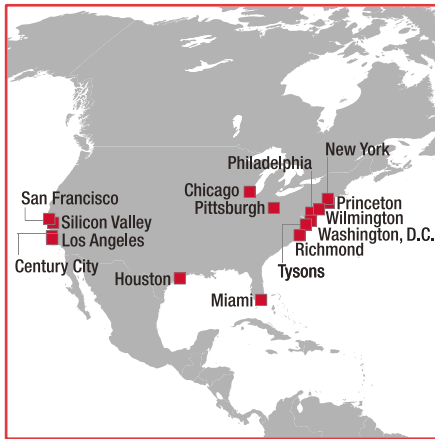 New York
Philadelphia
Chicago
Pittsburgh
Princeton
Wilmington
Washington, D.C.
Richmond
Tysons
San Francisco
Silicon Valley
Los Angeles
Century City
Houston
Miami